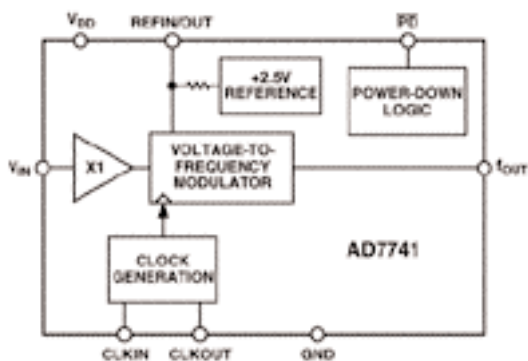 VDD
REFIN/OUT
PD
+2.5V
REFERENCE
POWER-DOWN
LOGIC
VIN
X1
VOLTAGE-TO-
FREQUENCY
MODULATOR
fOUT
CLOCK
GENERATION
AD7741
CLKIN
CLKOUT
GND